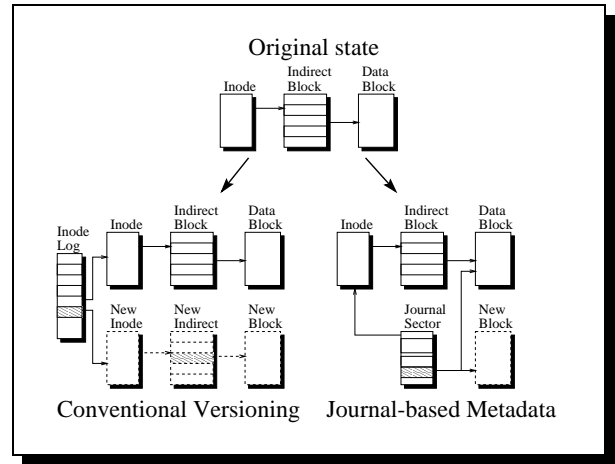 Original state
Inode
Indirect
Block
Data
Block
Inode
Log
Inode
Indirect
Block
Data
Block
New
Inode
New
Indirect
New
Block
Conventional Versioning
Inode
Indirect
Block
Data
Block
Journal
Sector
New
Block
Journal-based Metadata